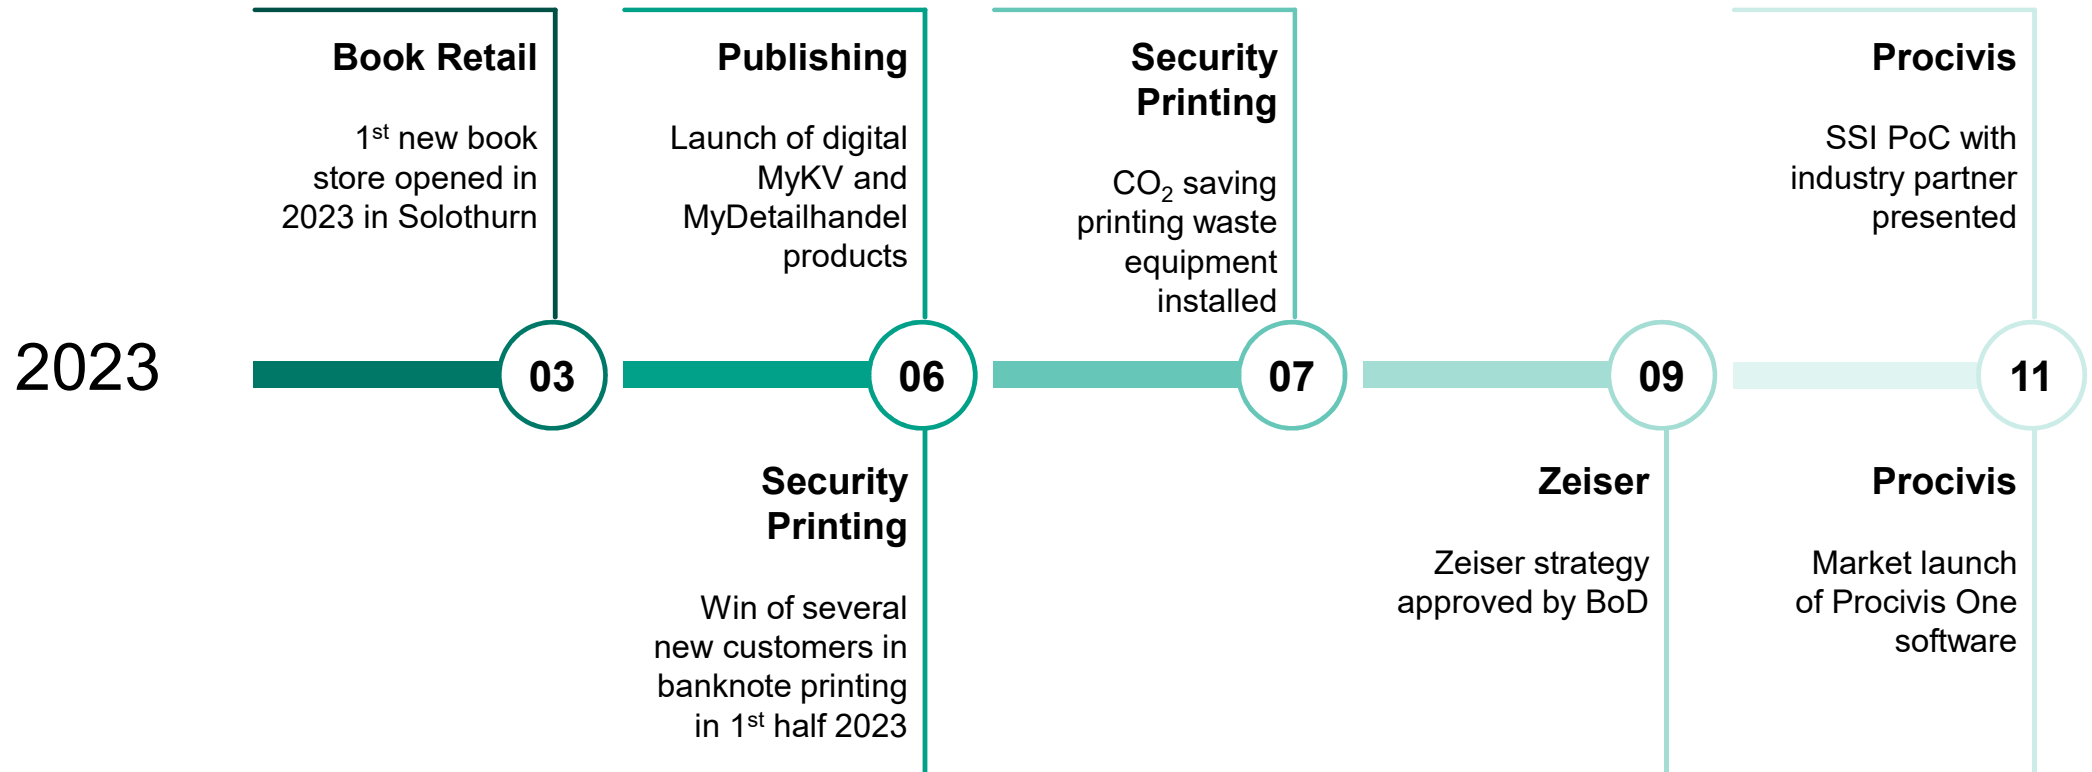 Book Retail
1st new book
store opened in
2023 in Solothurn
Publishing
Launch of digital
MyKV and
MyDetailhandel
products
Security
Printing
CO₂ saving
printing waste
equipment
installed
Procivis
SSI PoC with
industry partner
presented
2023
03
06
07
09
11
Security
Printing
Win of several
new customers in
banknote printing
in 1st half 2023
Zeiser
Zeiser strategy
approved by BoD
Procivis
Market launch
of Procivis One
software